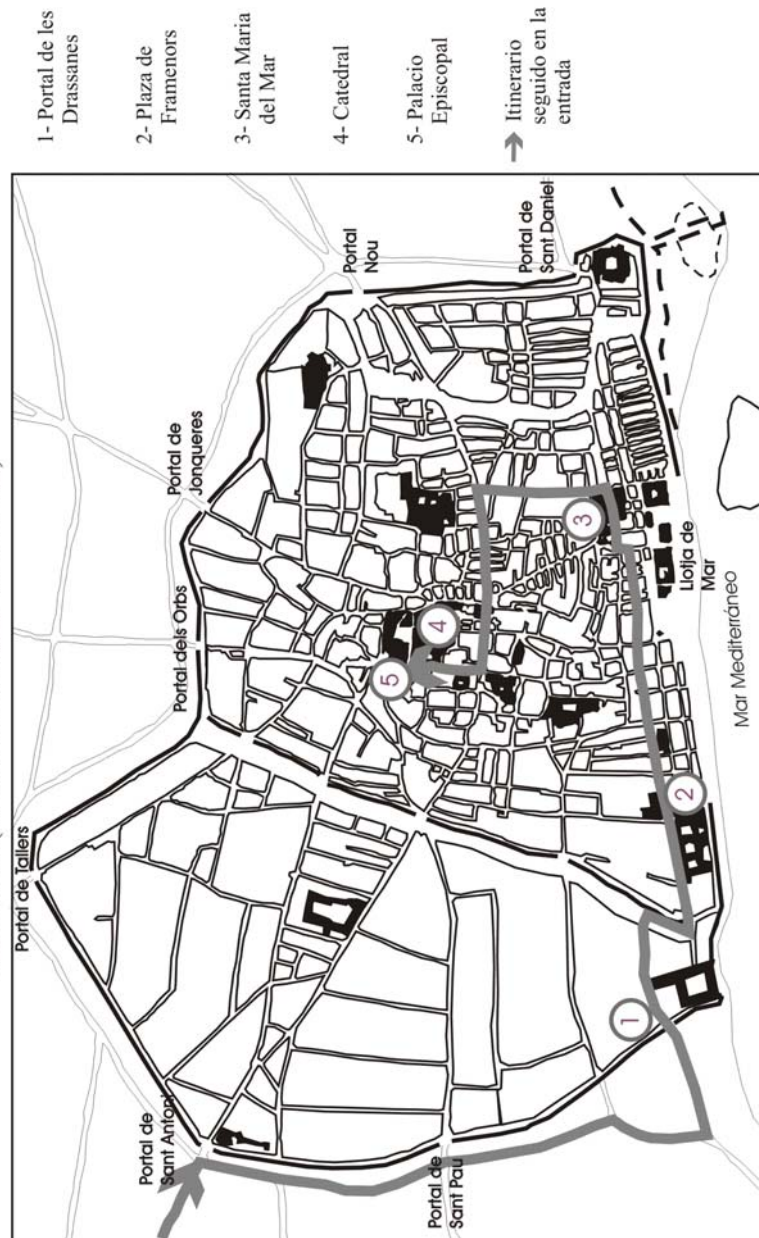 Portal de Tallers
Portal dels Orbs
Portal de
Jonqueres
Portal
Nou
Portal de
Sant Daniel
Portal de
Sant Antoni
Portal de
Sant Pau
5
4
3
2
1
Llotja de
Mar
Mar Mediterráneo
1- Portal de les
Drassanes
2- Plaza de
Framenors
3- Santa Maria
del Mar
4- Catedral
5- Palacio
Episcopal
Itinerario
seguido en la
entrada